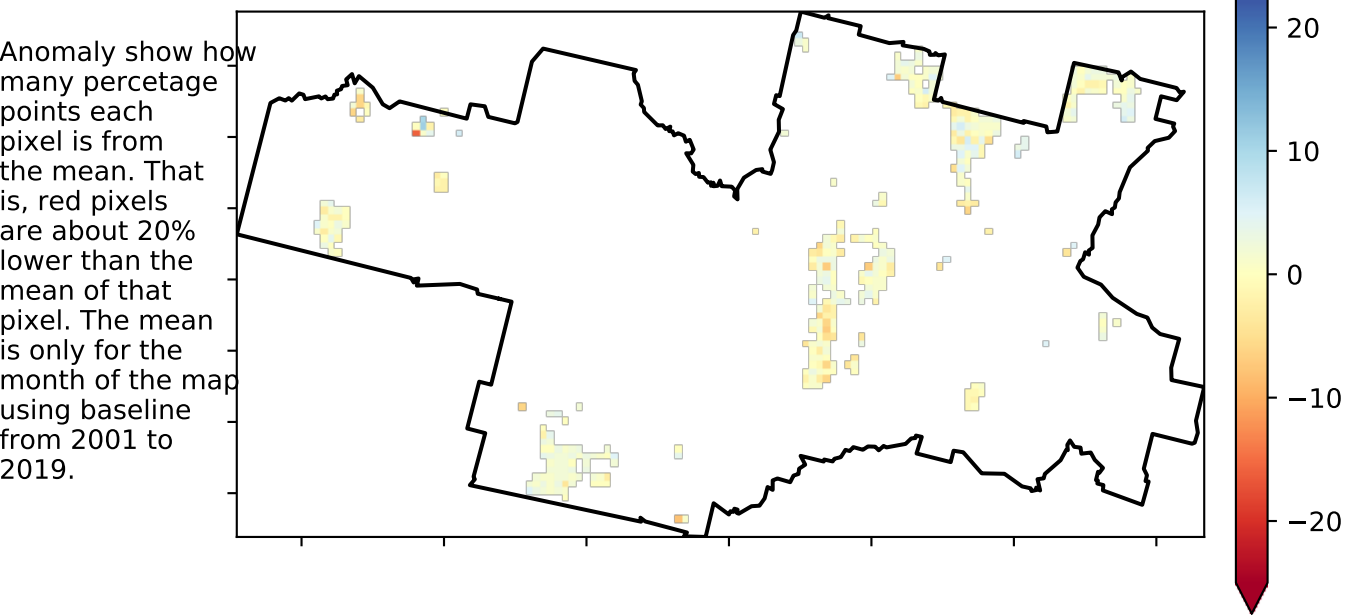 Anomaly show how
many percetage
points each
pixel is from
the mean. That
is, red pixels
are about 20%
lower than the
mean of that
pixel. The mean
is only for the
month of the map
using baseline
from 2001 to
2019.
20
10
0
−10
−20